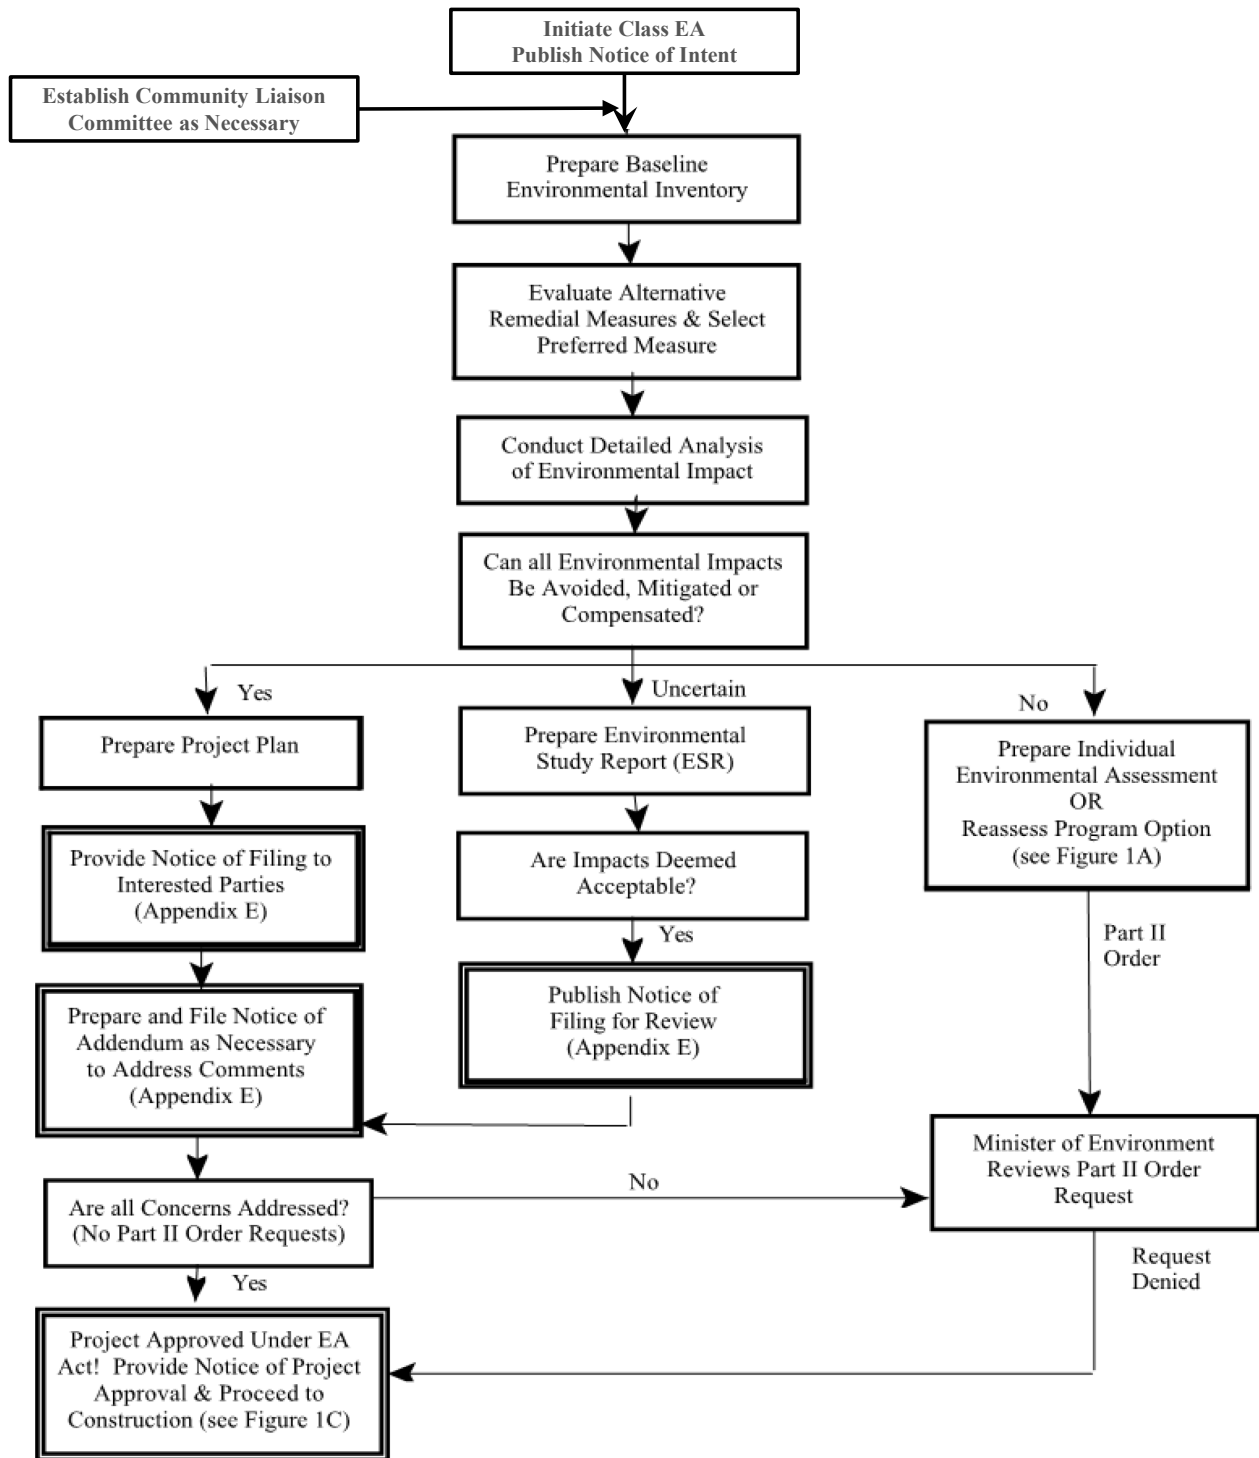 Initiate Class EA
Publish Notice of Intent
Establish Community Liaison
Committee as Necessary
Prepare Baseline
Environmental Inventory
Evaluate Alternative
Remedial Measures & Select
Preferred Measure
Conduct Detailed Analysis
of Environmental Impact
Can all Environmental Impacts
Be Avoided, Mitigated or
Compensated?
Yes
Uncertain
No
Prepare Project Plan
Prepare Environmental
Study Report (ESR)
Prepare Individual
Environmental Assessment
OR
Reassess Program Option
(see Figure 1A)
Provide Notice of Filing to
Interested Parties
(Appendix E)
Are Impacts Deemed
Acceptable?
Yes
Part II
Order
Prepare and File Notice of
Addendum as Necessary
to Address Comments
(Appendix E)
Publish Notice of
Filing for Review
(Appendix E)
Minister of Environment
Reviews Part II Order
Request
No
Are all Concerns Addressed?
(No Part II Order Requests)
Yes
Request
Denied
Project Approved Under EA
Act!  Provide Notice of Project
Approval & Proceed to
Construction (see Figure 1C)